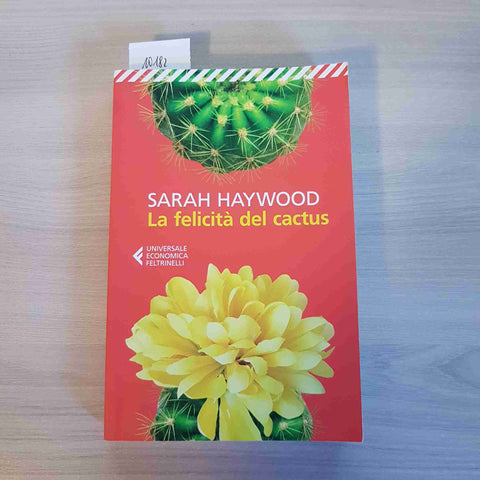 10182
SARAH HAYWOOD
La felicità del cactus
UNIVERSALE
ECONOMICA
FELTRINELLI